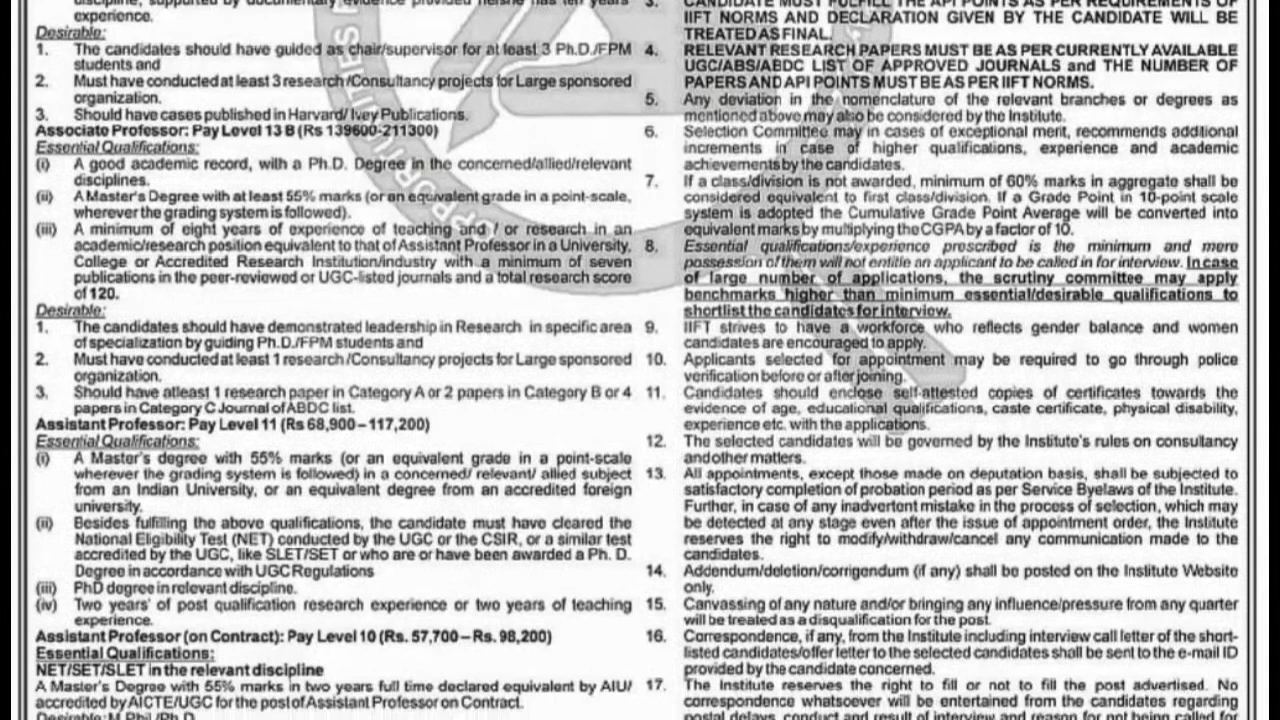 discipline, supported by documentary evidence provided he/she has ten years'
experience.
Desirable:
1. The candidates should have guided as chair/supervisor for at least 3 Ph.D./FPM
students and
2. Must have conducted at least 3 research /Consultancy projects for Large sponsored
organization.
3. Should have cases published in Harvard/ Ivey Publications.
Associate Professor: Pay Level 13 B (Rs 139600-211300)
Essential Qualifications:
(i) A good academic record, with a Ph.D. Degree in the concerned/allied/relevant
disciplines.
(ii) A Master's Degree with at least 55% marks (or an equivalent grade in a point-scale,
wherever the grading system is followed).
(iii) A minimum of eight years of experience of teaching and / or research in an
academic/research position equivalent to that of Assistant Professor in a University,
College or Accredited Research Institution/industry with a minimum of seven
publications in the peer-reviewed or UGC-listed journals and a total research score
of 120.
Desirable:
1. The candidates should have demonstrated leadership in Research in specific area
of specialization by guiding Ph.D./FPM students and
2. Must have conducted at least 1 research /Consultancy projects for Large sponsored
organization.
3. Should have atleast 1 research paper in Category A or 2 papers in Category B or 4
papers in Category C Journal of ABDC list.
Assistant Professor: Pay Level 11 (Rs 68,900 – 117,200)
Essential Qualifications:
(i) A Master's degree with 55% marks (or an equivalent grade in a point-scale
wherever the grading system is followed) in a concerned/ relevant/ allied subject
from an Indian University, or an equivalent degree from an accredited foreign
university.
(ii) Besides fulfilling the above qualifications, the candidate must have cleared the
National Eligibility Test (NET) conducted by the UGC or the CSIR, or a similar test
accredited by the UGC, like SLET/SET or who are or have been awarded a Ph. D.
Degree in accordance with UGC Regulations
(iii) PhD degree in relevant discipline.
(iv) Two years' of post qualification research experience or two years of teaching
experience.
Assistant Professor (on Contract): Pay Level 10 (Rs. 57,700 – Rs. 98,200)
Essential Qualifications:
NET/SET/SLET in the relevant discipline
A Master's Degree with 55% marks in two years full time declared equivalent by AIU/
accredited by AICTE/UGC for the post of Assistant Professor on Contract.
Desirable: M.Phil/Ph.D.
3. CANDIDATE MUST FULFILL THE API POINTS AS PER REQUIREMENTS OF
IIFT NORMS AND DECLARATION GIVEN BY THE CANDIDATE WILL BE
TREATED AS FINAL.
4. RELEVANT RESEARCH PAPERS MUST BE AS PER CURRENTLY AVAILABLE
UGC/ABS/ABDC LIST OF APPROVED JOURNALS and THE NUMBER OF
PAPERS AND API POINTS MUST BE AS PER IIFT NORMS.
5. Any deviation in the nomenclature of the relevant branches or degrees as
mentioned above may also be considered by the Institute.
6. Selection Committee may in cases of exceptional merit, recommends additional
increments in case of higher qualifications, experience and academic
achievements by the candidates.
7. If a class/division is not awarded, minimum of 60% marks in aggregate shall be
considered equivalent to first class/division. If a Grade Point in 10-point scale
system is adopted the Cumulative Grade Point Average will be converted into
equivalent marks by multiplying the CGPA by a factor of 10.
8. Essential qualifications/experience prescribed is the minimum and mere
possession of them will not entitle an applicant to be called in for interview. In case
of large number of applications, the scrutiny committee may apply
benchmarks higher than minimum essential/desirable qualifications to
shortlist the candidates for interview.
9. IIFT strives to have a workforce who reflects gender balance and women
candidates are encouraged to apply.
10. Applicants selected for appointment may be required to go through police
verification before or after joining.
11. Candidates should enclose self-attested copies of certificates towards the
evidence of age, educational qualifications, caste certificate, physical disability,
experience etc. with the applications.
12. The selected candidates will be governed by the Institute's rules on consultancy
and other matters.
13. All appointments, except those made on deputation basis, shall be subjected to
satisfactory completion of probation period as per Service Byelaws of the Institute.
Further, in case of any inadvertent mistake in the process of selection, which may
be detected at any stage even after the issue of appointment order, the Institute
reserves the right to modify/withdraw/cancel any communication made to the
candidates.
14. Addendum/deletion/corrigendum (if any) shall be posted on the Institute Website
only.
15. Canvassing of any nature and/or bringing any influence/pressure from any quarter
will be treated as a disqualification for the post.
16. Correspondence, if any, from the Institute including interview call letter of the short-
listed candidates/offer letter to the selected candidates shall be sent to the e-mail ID
provided by the candidate concerned.
17. The Institute reserves the right to fill or not to fill the post advertised. No
correspondence whatsoever will be entertained from the candidates regarding
postal delays, conduct and result of interview and reason for not being called for